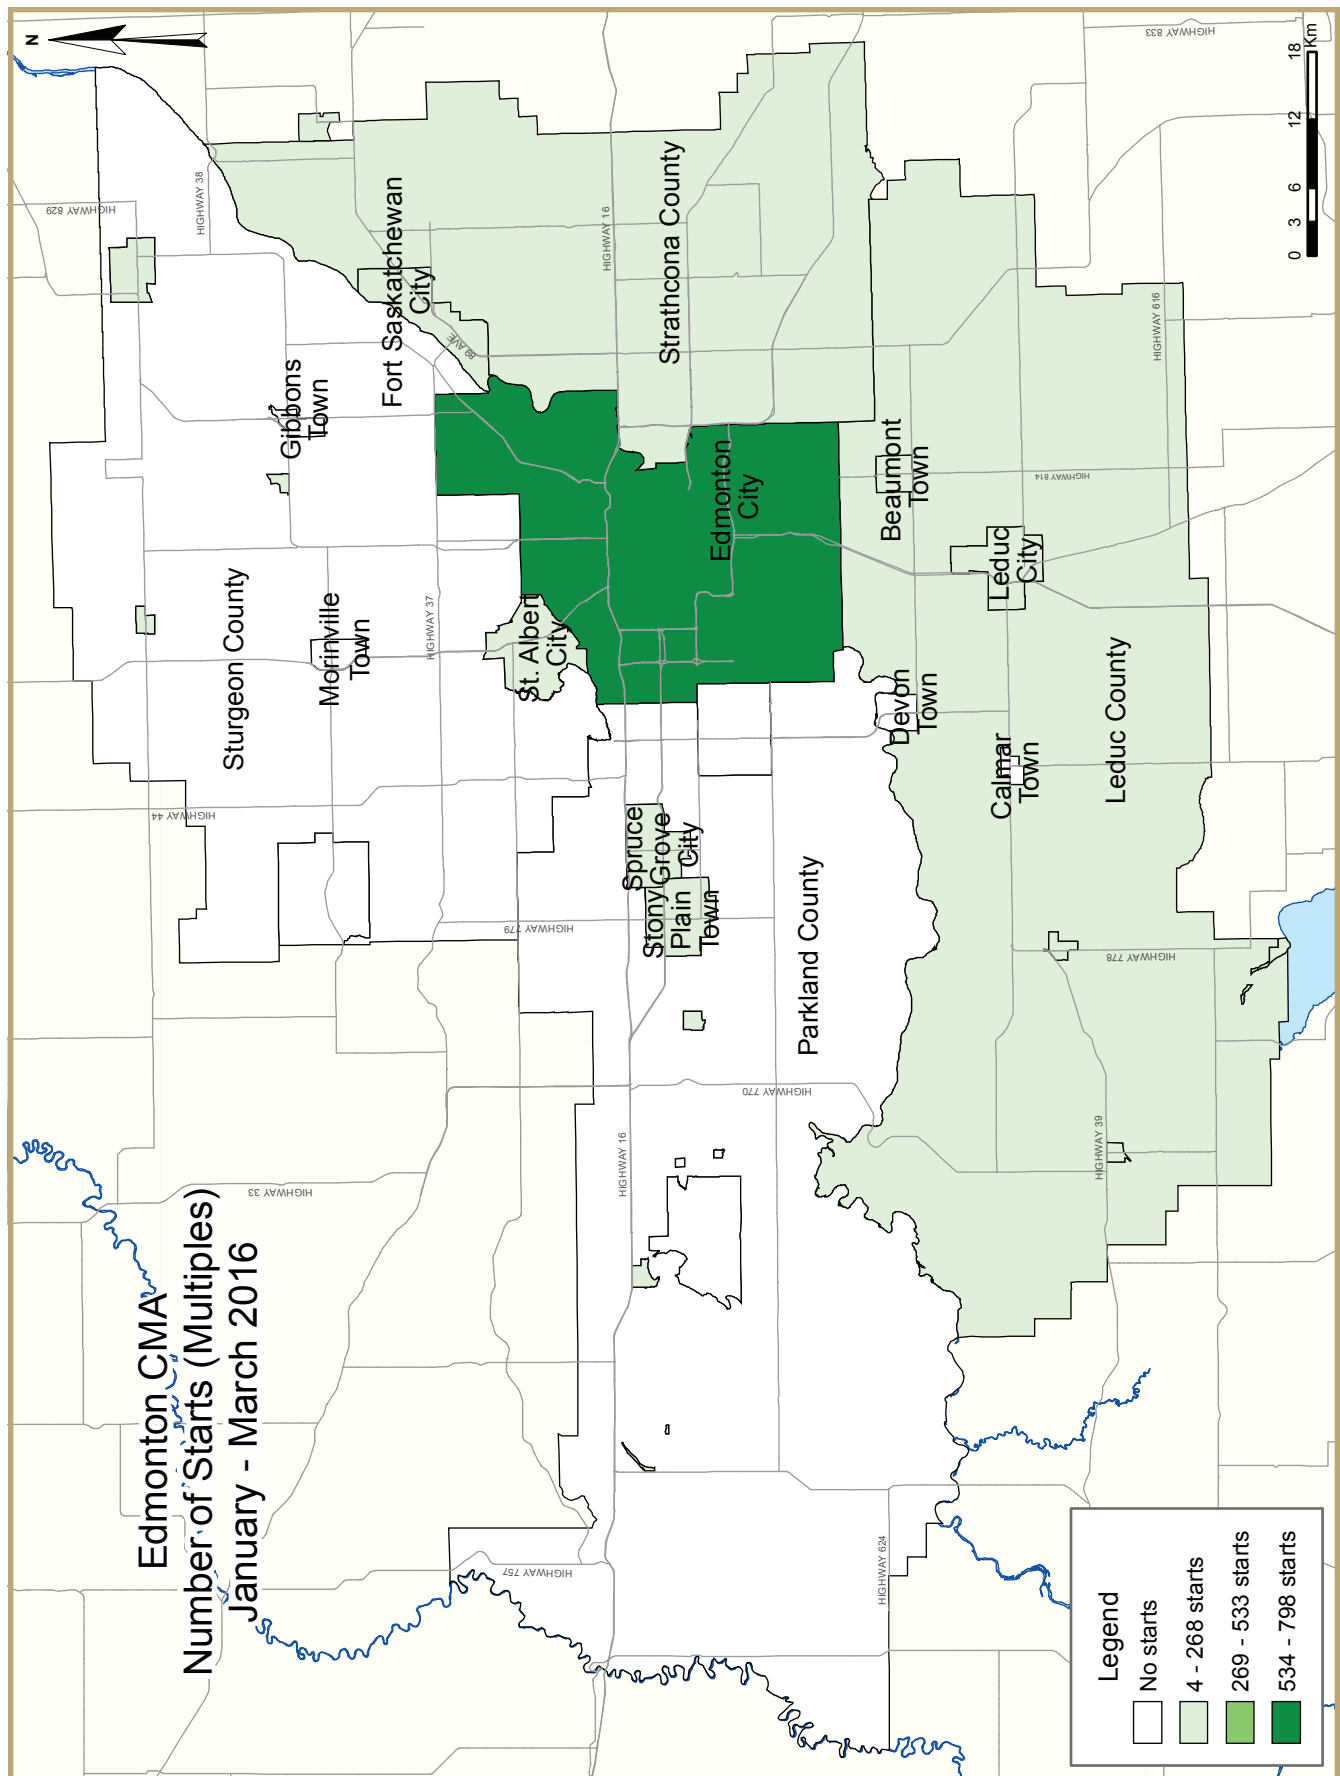 Edmonton CMA
Number of Starts (Multiples)
January - March 2016
N
HIGHWAY 829
HIGHWAY 38
HIGHWAY 833
Gibbons
Town
Fort Saskatchewan
City
89 AVE
HIGHWAY 16
Strathcona County
Sturgeon County
Morinville
Town
HIGHWAY 37
HIGHWAY 44
St. Albert
City
Edmonton
City
Beaumont
Town
HIGHWAY 814
HIGHWAY 616
Leduc
City
Spruce
Grove
City
Stony
Plain
Town
HIGHWAY 779
Devon
Town
Calmar
Town
Leduc County
Parkland County
HIGHWAY 778
HIGHWAY 770
HIGHWAY 39
HIGHWAY 33
HIGHWAY 16
HIGHWAY 757
HIGHWAY 624
Legend
No starts
4 - 268 starts
269 - 533 starts
534 - 798 starts
0 3 6 12 18
Km